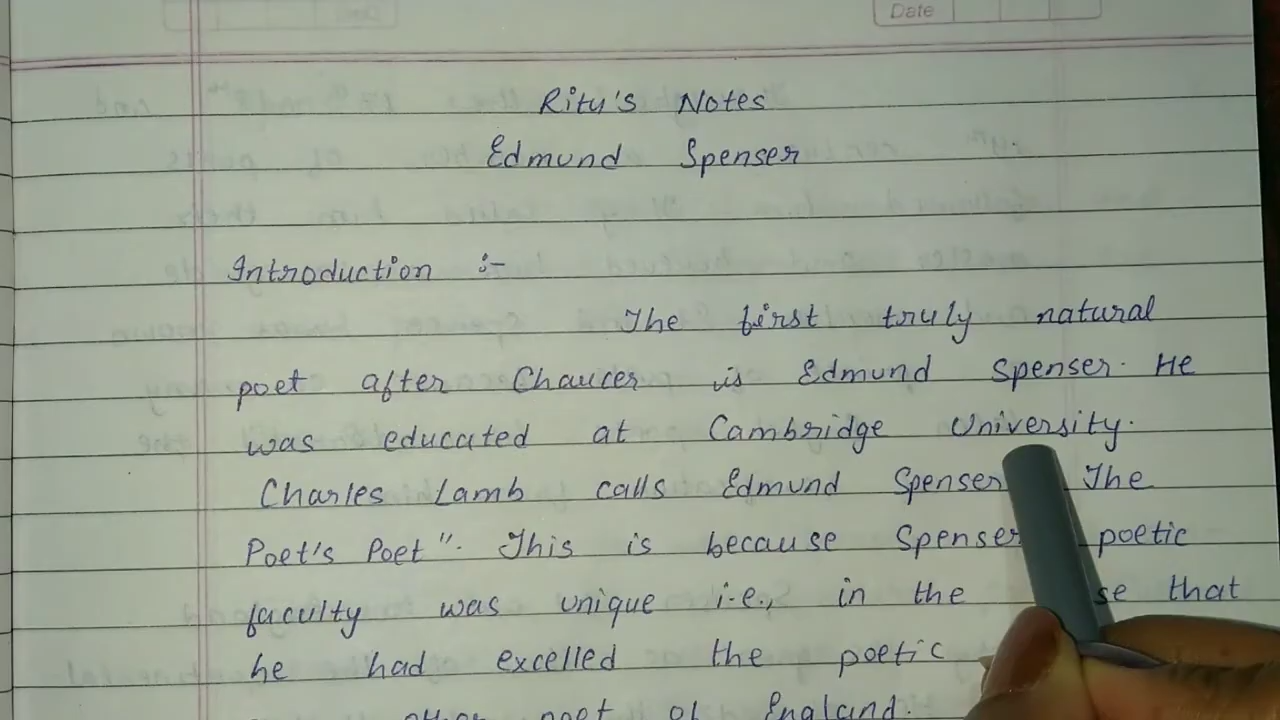 Date
Ritu's Notes
Edmund Spenser
Introduction :-
The first truly natural
poet after Chaucer is Edmund Spenser. He
was educated at Cambridge University.
Charles Lamb calls Edmund Spenser The
Poet's Poet". This is because Spenser poetic
faculty was unique i.e., in the that
he had excelled the poetic
other poet of England.